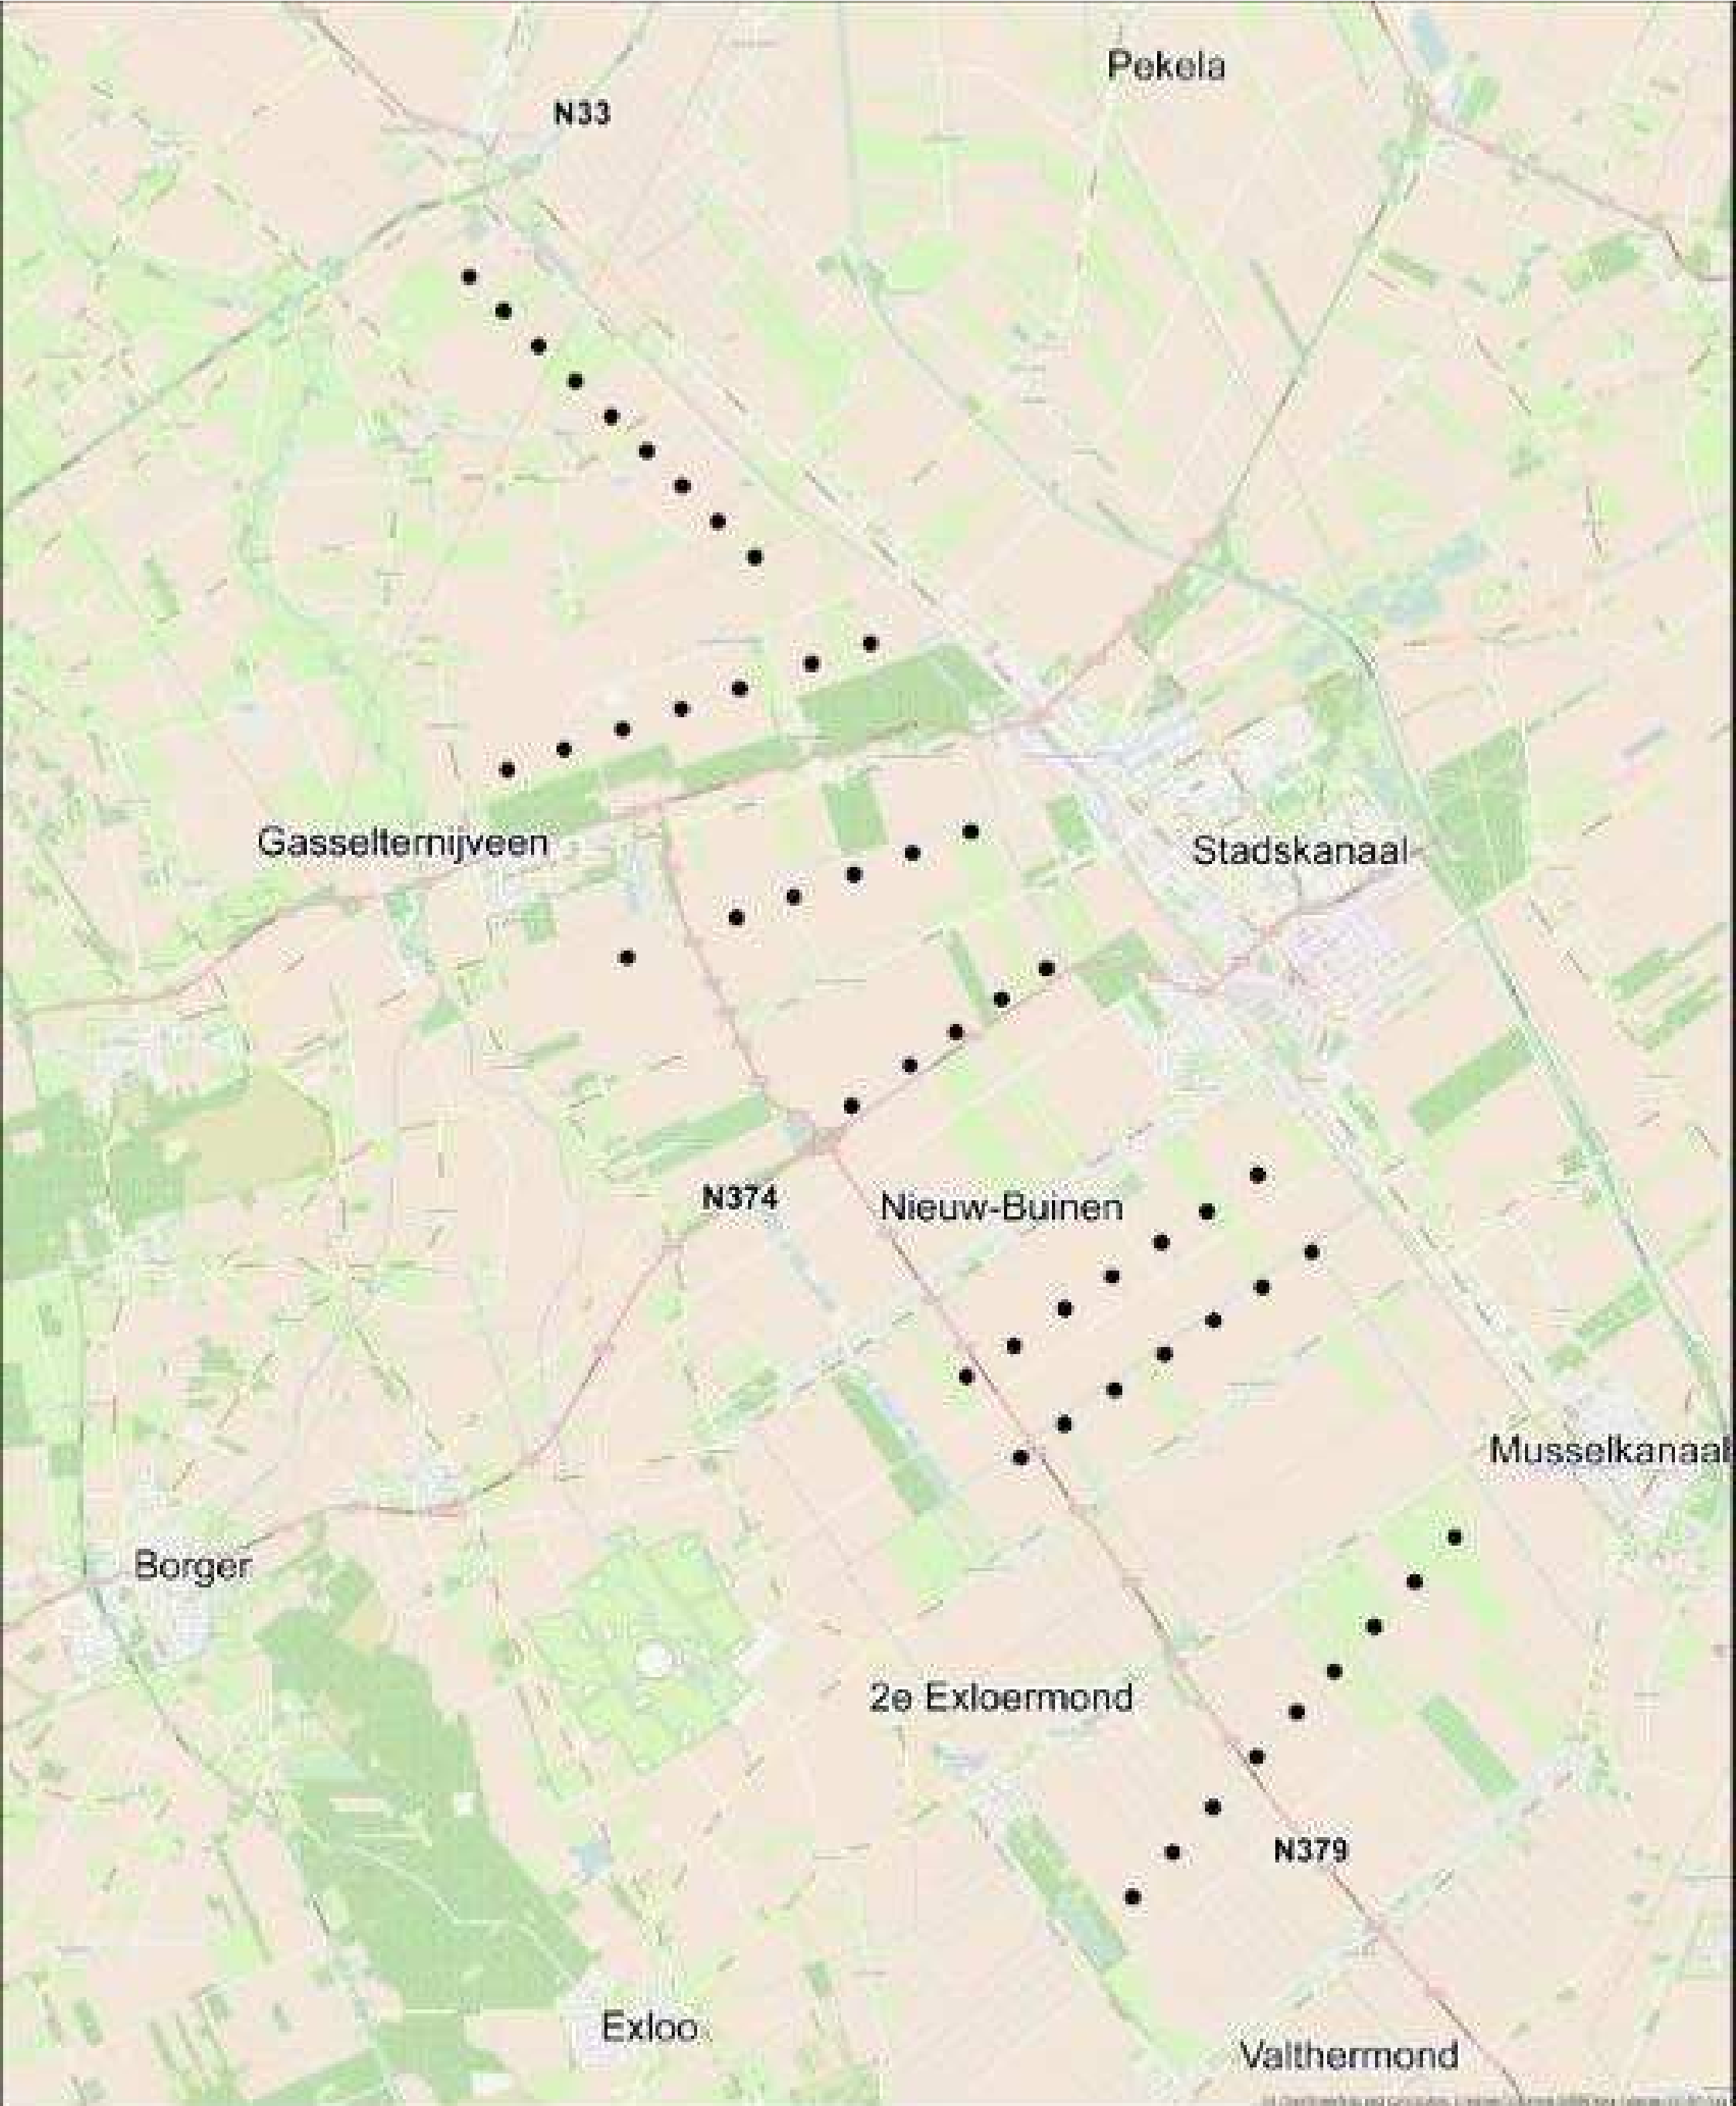 Pekela
N33
Gasselternijveen
Stadskanaal
N374
Nieuw-Buinen
Musselkanaal
Borger
2e Exloermond
N379
Exloo
Valthermond